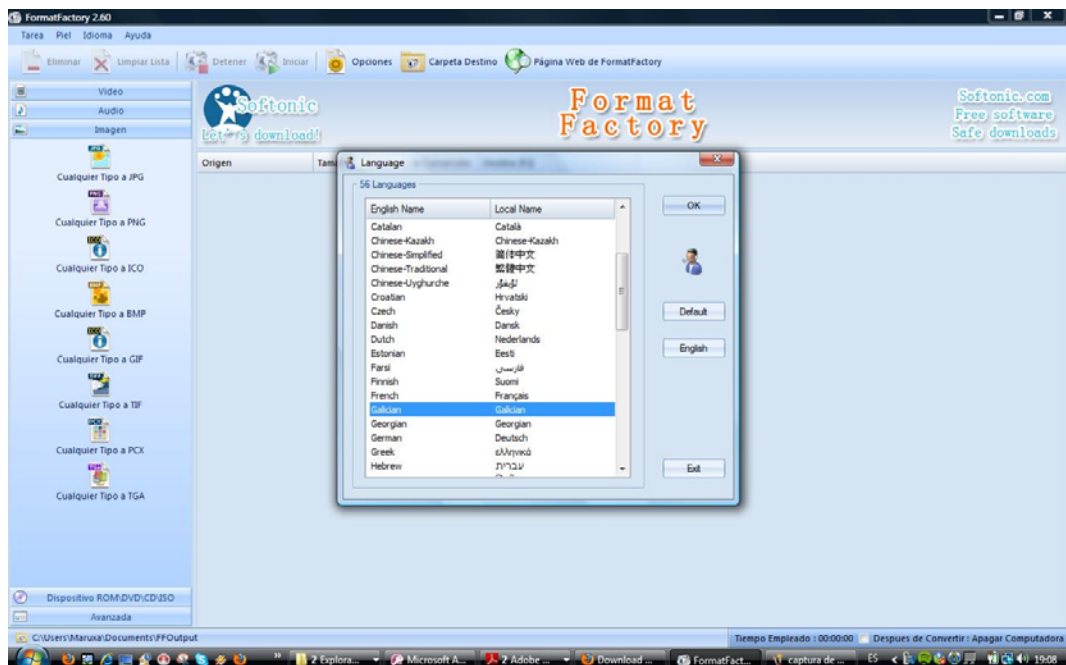 FormatFactory 2.60
Tarea Piel Idioma Ayuda
Eliminar Limpiar Lista Detener Iniciar Opciones Carpeta Destino Página Web de FormatFactory
Video
Audio
Imagen
Cualquier Tipo a JPG
Cualquier Tipo a PNG
Cualquier Tipo a ICO
Cualquier Tipo a BMP
Cualquier Tipo a GIF
Cualquier Tipo a TIF
Cualquier Tipo a PCX
Cualquier Tipo a TGA
Dispositivo ROM\DVD\CD\ISO
Avanzada
Softonic
Let's download!
Format
Factory
Softonic.com
Free software
Safe downloads
Origen
Language
56 Languages
English Name Local Name
Catalan Català
Chinese-Kazakh Chinese-Kazakh
Chinese-Simplified 简体中文
Chinese-Traditional 繁體中文
Chinese-Uyghurche
Croatian Hrvatski
Czech Česky
Danish Dansk
Dutch Nederlands
Estonian Eesti
Farsi فارسی
Finnish Suomi
French Français
Galician Galician
Georgian Georgian
German Deutsch
Greek ελληνικά
Hebrew עברית
OK
Default
English
Exit
C:\Users\Maruxa\Documents\FFOutput
Tiempo Empleado : 00:00:00 Despues de Convertir : Apagar Computadora
2 Explora... Microsoft A... 2 Adobe ... Download ... FormatFact... captura de ... ES 19:08